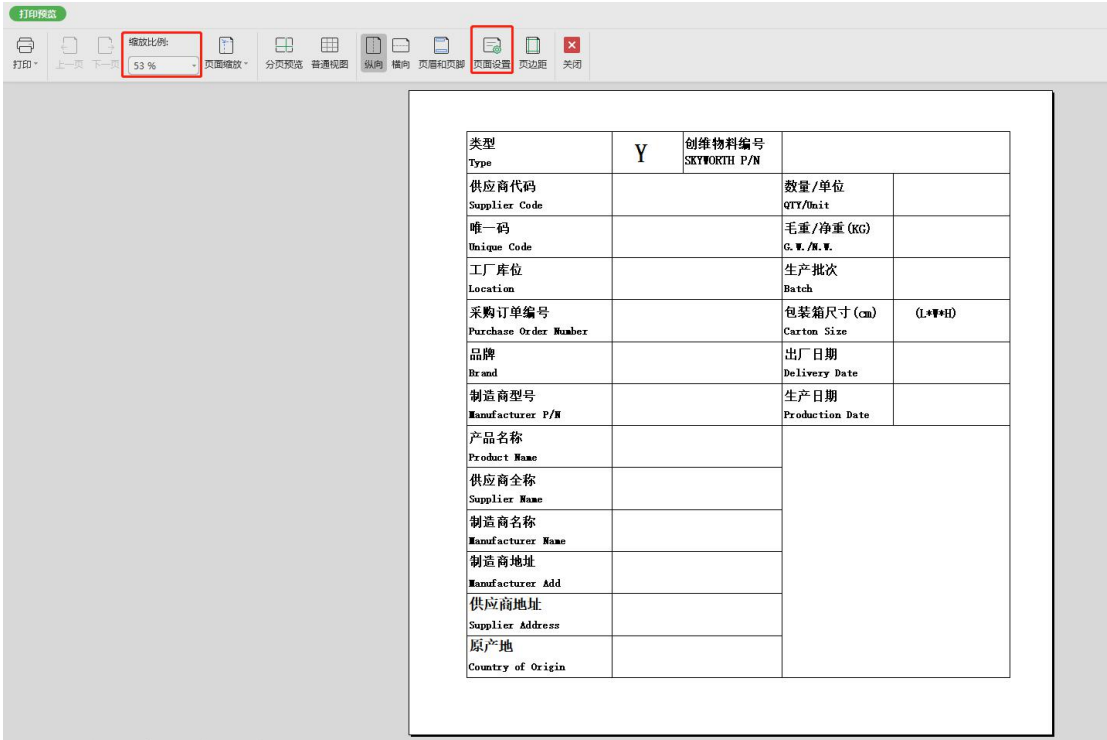 打印预览
打印
上一页
下一页
缩放比例:
53 %
页面缩放
分页预览
普通视图
纵向
横向
页眉和页脚
页面设置
页边距
关闭
类型
Type
Y
创维物料编号
SKYWORTH P/N
供应商代码
Supplier Code
数量/单位
QTY/Unit
唯一码
Unique Code
毛重/净重(KG)
G.W./N.W.
工厂库位
Location
生产批次
Batch
采购订单编号
Purchase Order Number
包装箱尺寸(cm)
Carton Size
(L*W*H)
品牌
Brand
出厂日期
Delivery Date
制造商型号
Manufacturer P/N
生产日期
Production Date
产品名称
Product Name
供应商全称
Supplier Name
制造商名称
Manufacturer Name
制造商地址
Manufacturer Add
供应商地址
Supplier Address
原产地
Country of Origin